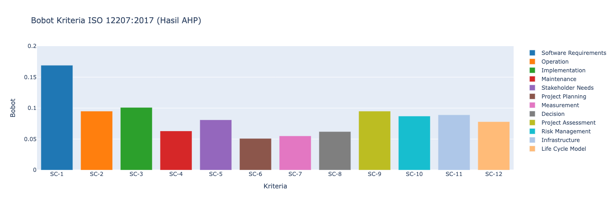 Bobot Kriteria ISO 12207:2017 (Hasil AHP)
0.2
0.15
0.1
0.05
0
Bobot
SC-1 SC-2 SC-3 SC-4 SC-5 SC-6 SC-7 SC-8 SC-9 SC-10 SC-11 SC-12
Kriteria
Software Requirements
Operation
Implementation
Maintenance
Stakeholder Needs
Project Planning
Measurement
Decision
Project Assessment
Risk Management
Infrastructure
Life Cycle Model